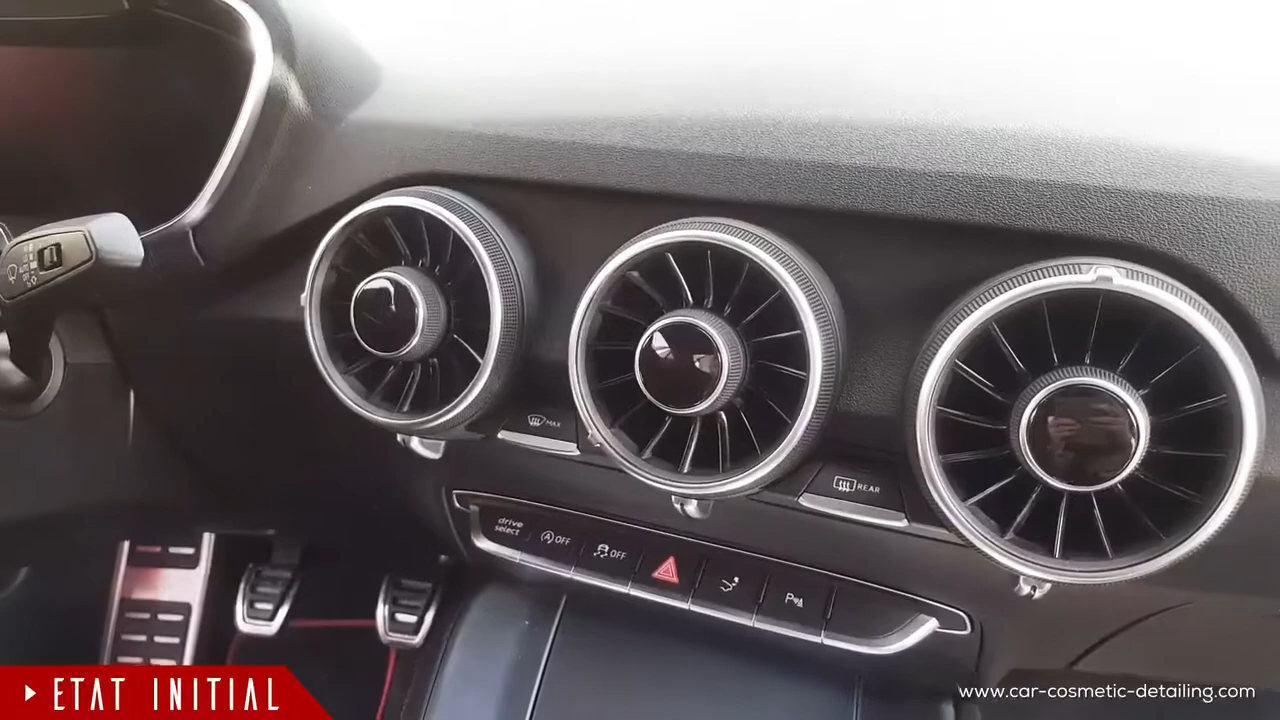 MAX
REAR
drive
select
OFF
OFF
P
ETAT INITIAL
www.car-cosmetic-detailing.com